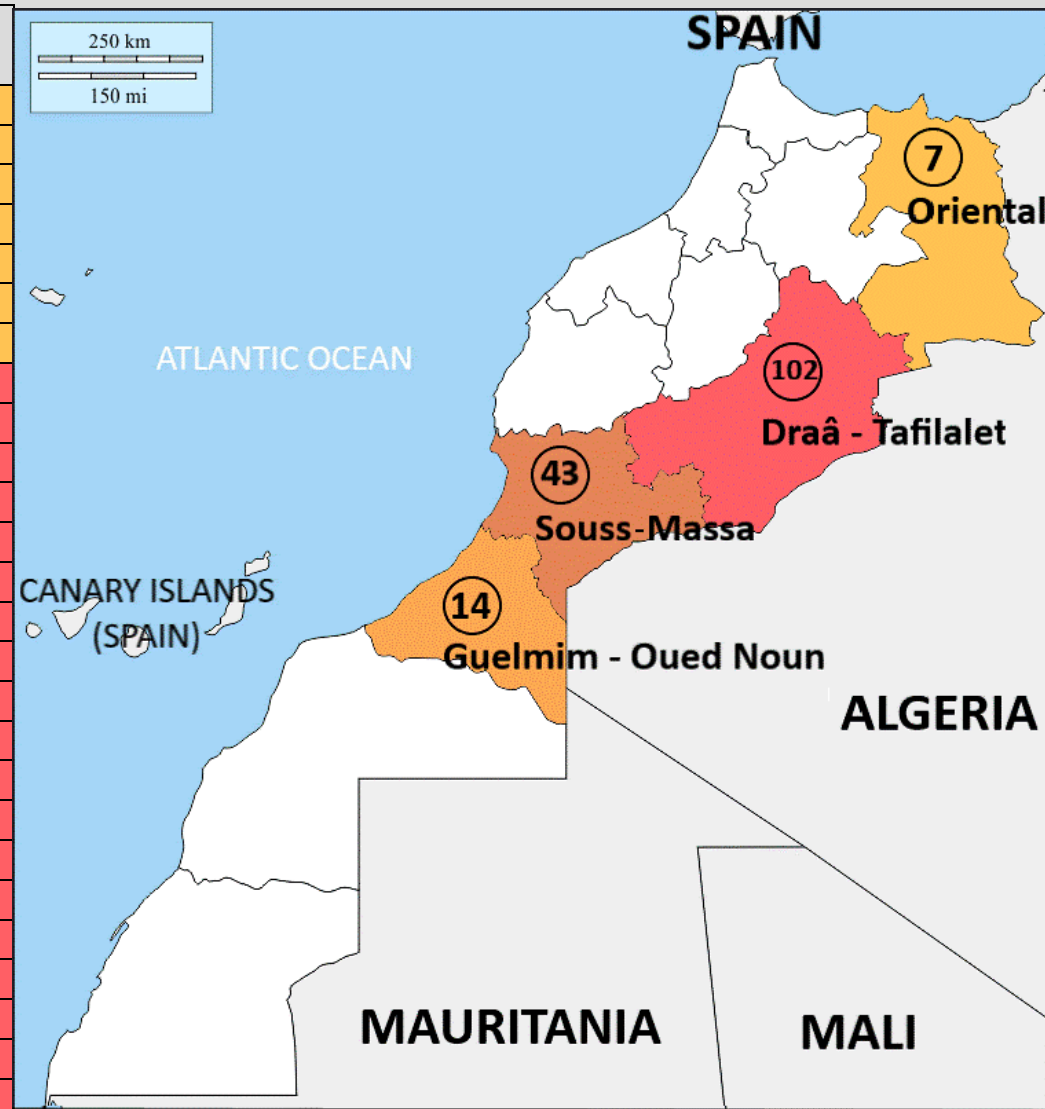 SPAIN
250 km
150 mi
7
Oriental
ATLANTIC OCEAN
102
Draâ - Tafilalet
43
Souss-Massa
CANARY ISLANDS
(SPAIN)
14
Guelmim - Oued Noun
ALGERIA
MAURITANIA
MALI